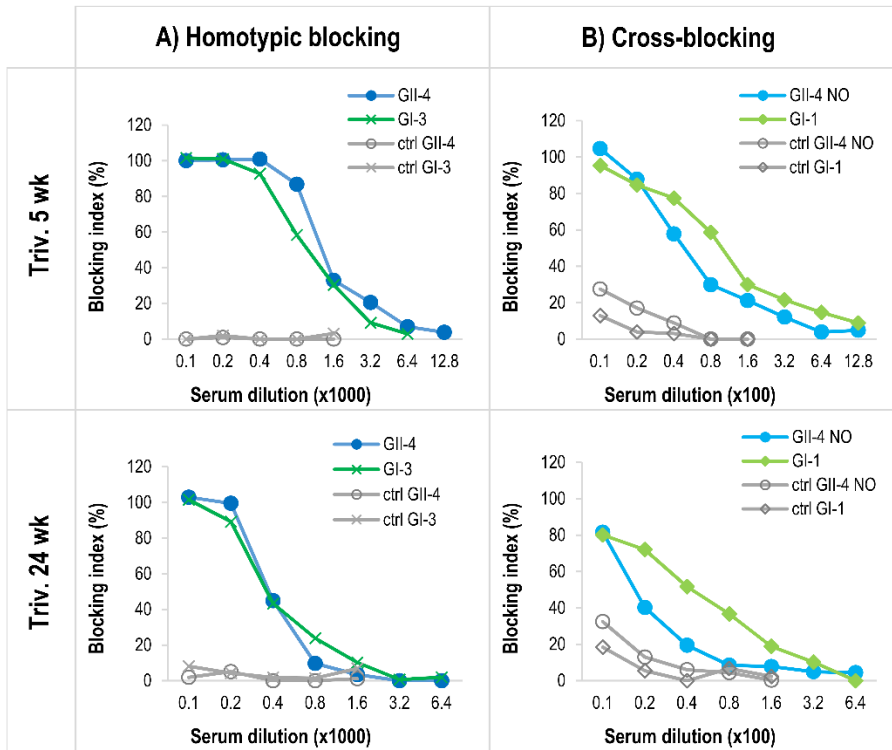 A) Homotypic blocking
B) Cross-blocking
Triv. 5 wk
GII-4
GI-3
ctrl GII-4
ctrl GI-3
Blocking index (%)
120
100
80
60
40
20
0
0.1 0.2 0.4 0.8 1.6 3.2 6.4 12.8
Serum dilution (x1000)
GII-4 NO
GI-1
ctrl GII-4 NO
ctrl GI-1
Blocking index (%)
120
100
80
60
40
20
0
0.1 0.2 0.4 0.8 1.6 3.2 6.4 12.8
Serum dilution (x100)
Triv. 24 wk
GII-4
GI-3
ctrl GII-4
ctrl GI-3
Blocking index (%)
120
100
80
60
40
20
0
0.1 0.2 0.4 0.8 1.6 3.2 6.4
Serum dilution (x1000)
GII-4 NO
GI-1
ctrl GII-4 NO
ctrl GI-1
Blocking index (%)
120
100
80
60
40
20
0
0.1 0.2 0.4 0.8 1.6 3.2 6.4
Serum dilution (x100)